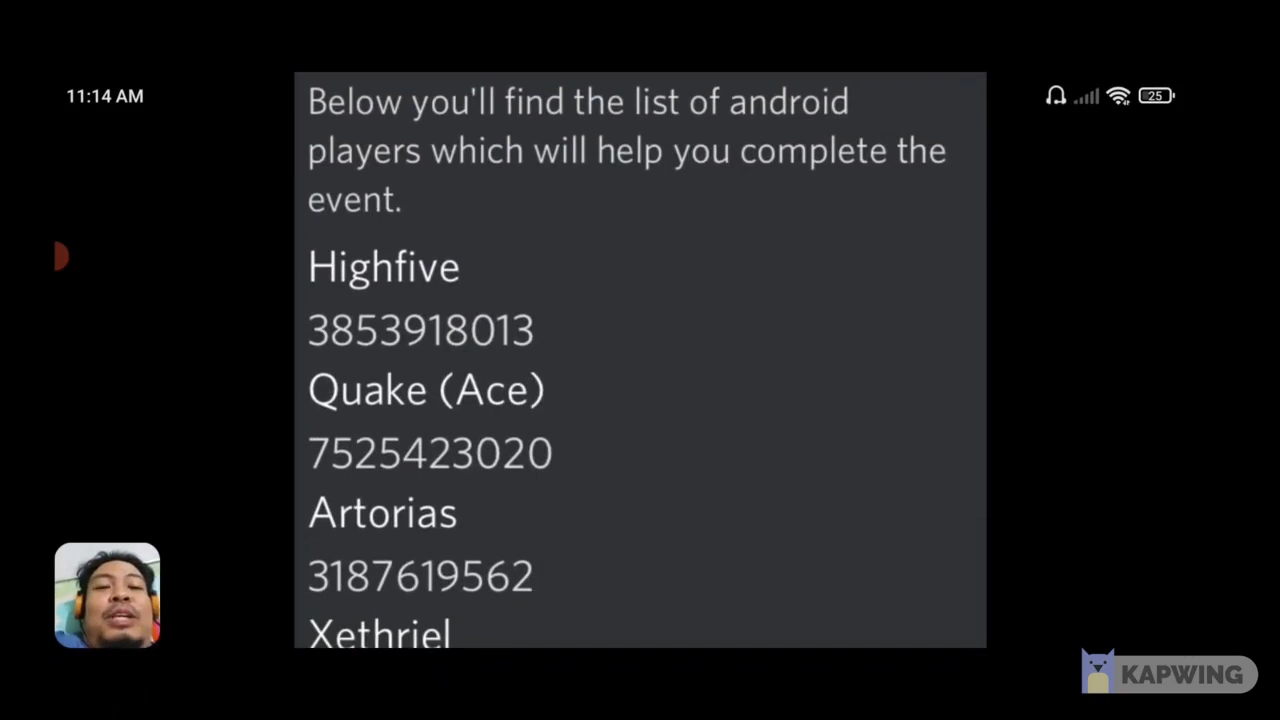 11:14 AM
25
Below you'll find the list of android
players which will help you complete the
event.
Highfive
3853918013
Quake (Ace)
7525423020
Artorias
3187619562
Xethriel
KAPWING